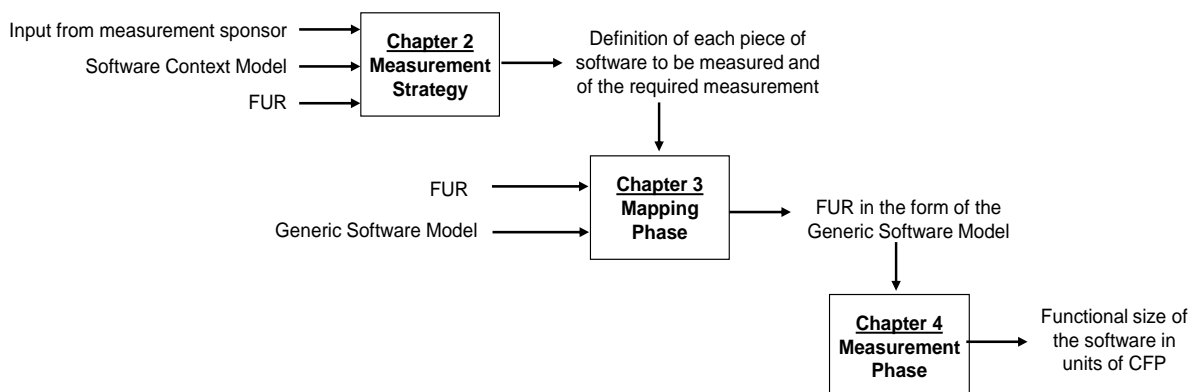 Input from measurement sponsor
Software Context Model
FUR
Chapter 2
Measurement
Strategy
Definition of each piece of
software to be measured and
of the required measurement
FUR
Generic Software Model
Chapter 3
Mapping
Phase
FUR in the form of the
Generic Software Model
Chapter 4
Measurement
Phase
Functional size of
the software in
units of CFP